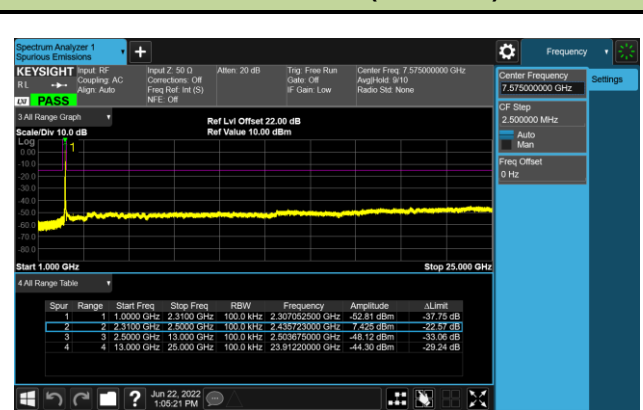 Spectrum Analyzer 1
Spurious Emissions
+
Frequency
KEYSIGHT
RL
LXI
PASS
Input: RF
Coupling: AC
Align: Auto
Input Z: 50 Ω
Corrections: Off
Freq Ref: Int (S)
NFE: Off
Atten: 20 dB
Trig: Free Run
Gate: Off
IF Gain: Low
Center Freq: 7.575000000 GHz
Avg|Hold: 9/10
Radio Std: None
Center Frequency
7.575000000 GHz
Settings
CF Step
2.500000 MHz
Auto
Man
Freq Offset
0 Hz
3 All Range Graph
Scale/Div 10.0 dB
Ref Lvl Offset 22.00 dB
Ref Value 10.00 dBm
Log
0.00
-10.0
-20.0
-30.0
-40.0
-50.0
-60.0
-70.0
-80.0
1
Start 1.000 GHz
Stop 25.000 GHz
4 All Range Table
Spur Range Start Freq Stop Freq RBW Frequency Amplitude ΔLimit
1 1 1.0000 GHz 2.3100 GHz 100.0 kHz 2.307052500 GHz -52.81 dBm -37.75 dB
2 2 2.3100 GHz 2.5000 GHz 100.0 kHz 2.435723000 GHz 7.425 dBm -22.57 dB
3 3 2.5000 GHz 13.000 GHz 100.0 kHz 2.503675000 GHz -48.12 dBm -33.06 dB
4 4 13.000 GHz 25.000 GHz 100.0 kHz 23.91220000 GHz -44.30 dBm -29.24 dB
?
Jun 22, 2022
1:05:21 PM